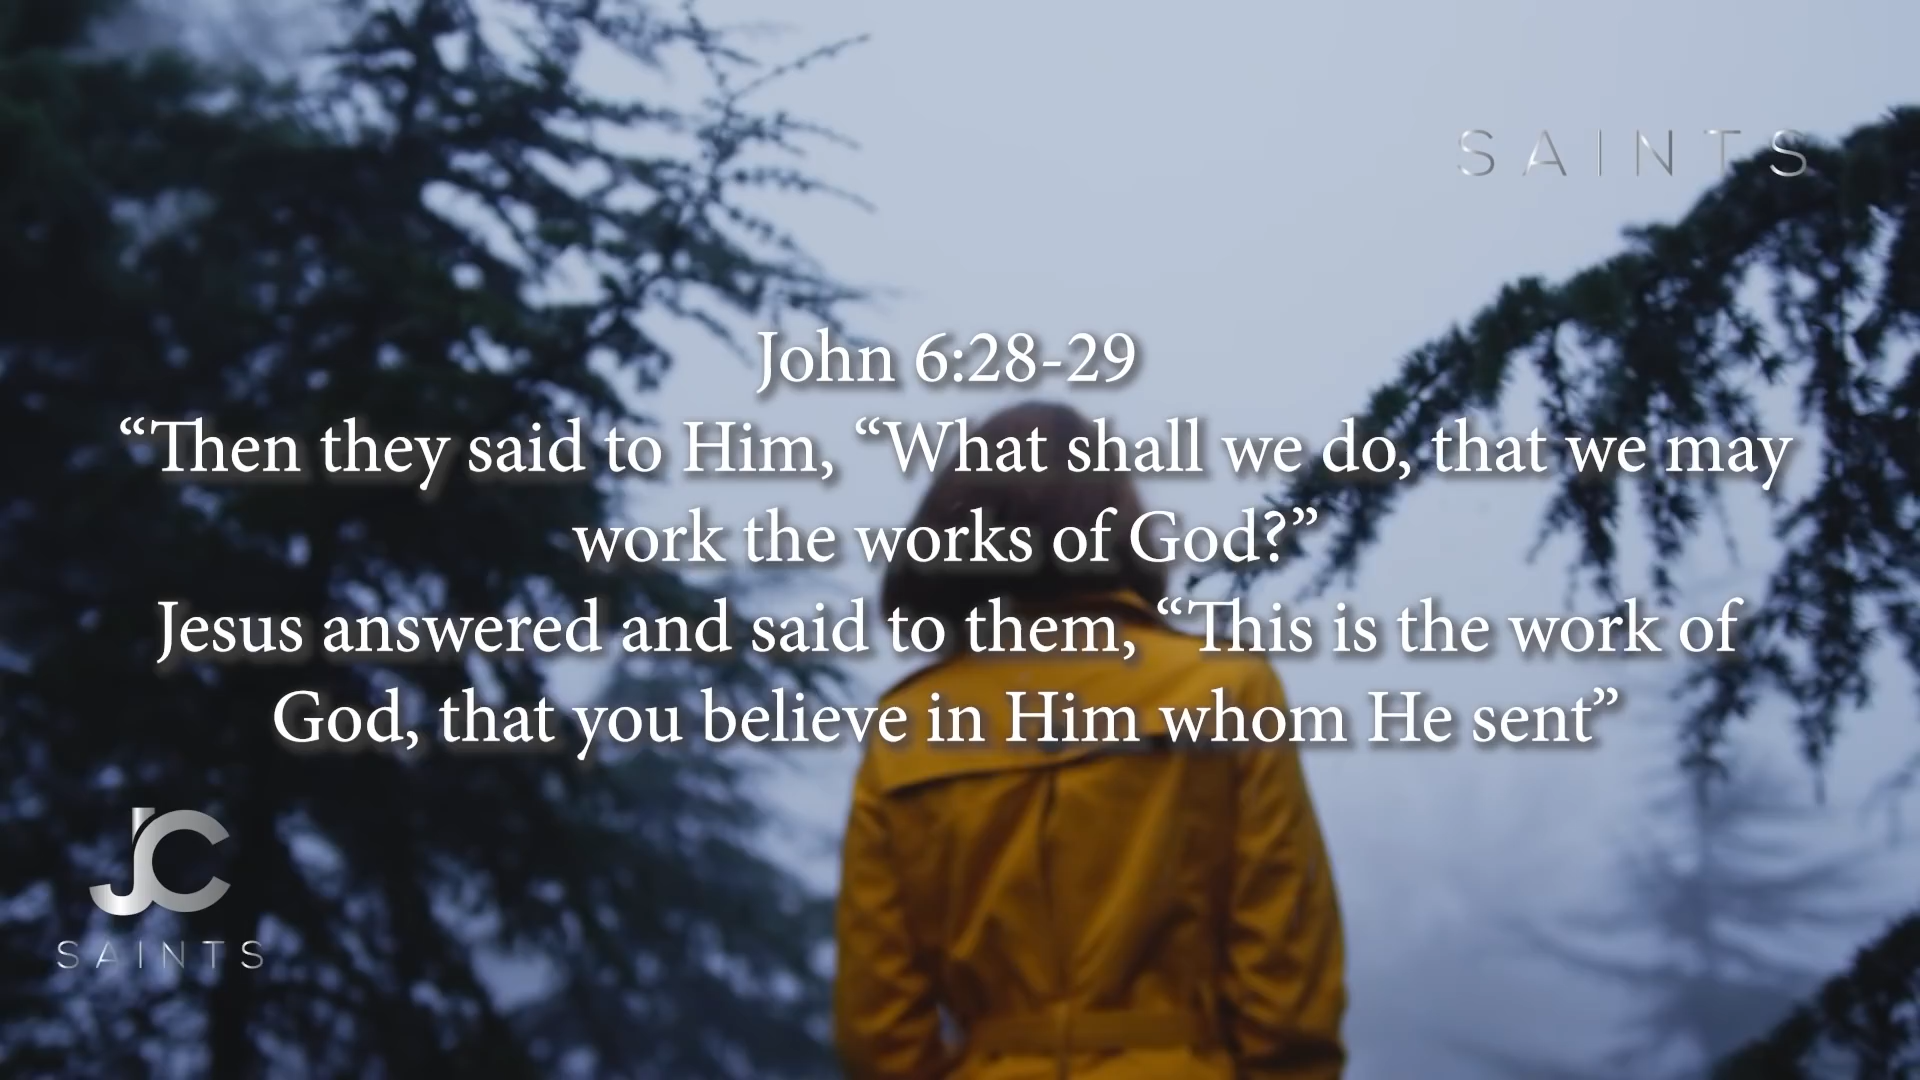 SAINTS
John 6:28-29
“Then they said to Him, “What shall we do, that we may
work the works of God?”
Jesus answered and said to them, “This is the work of
God, that you believe in Him whom He sent”
JC
SAINTS